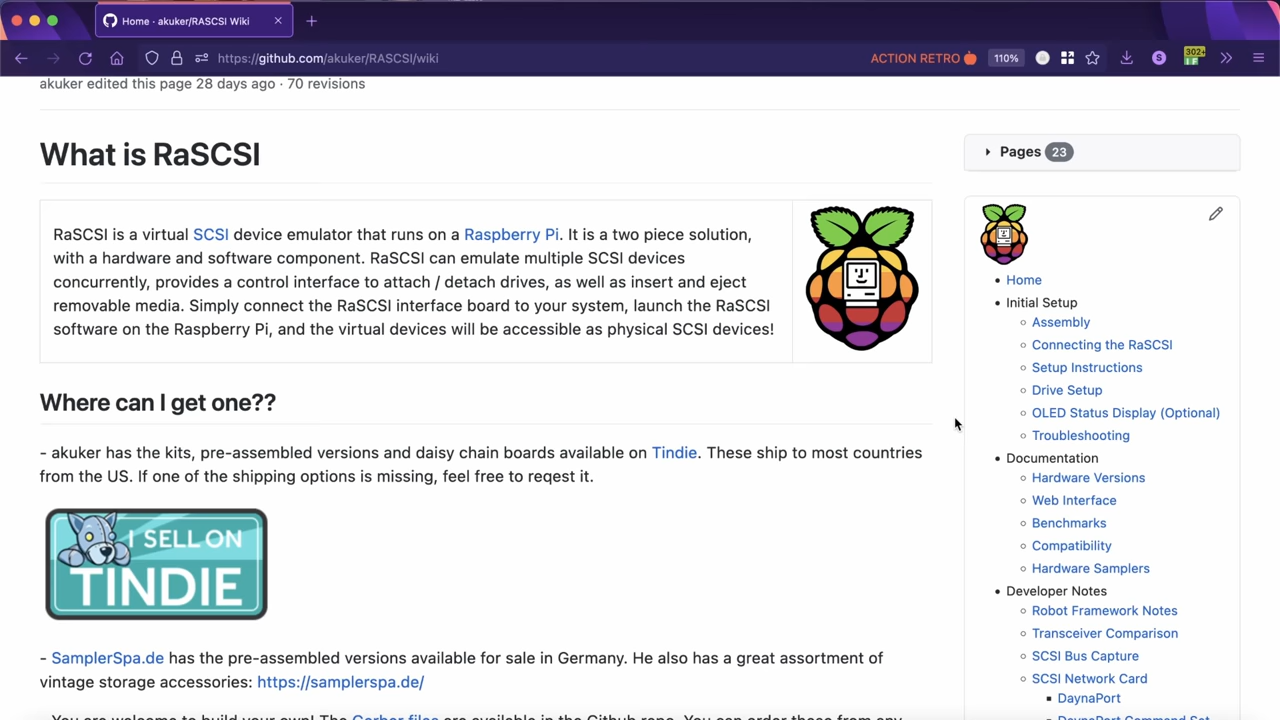 Home · akuker/RASCSI Wiki
https://github.com/akuker/RASCSI/wiki
ACTION RETRO
110%
S
302+
I F
akuker edited this page 28 days ago · 70 revisions
What is RaSCSI
RaSCSI is a virtual SCSI device emulator that runs on a Raspberry Pi. It is a two piece solution,
with a hardware and software component. RaSCSI can emulate multiple SCSI devices
concurrently, provides a control interface to attach / detach drives, as well as insert and eject
removable media. Simply connect the RaSCSI interface board to your system, launch the RaSCSI
software on the Raspberry Pi, and the virtual devices will be accessible as physical SCSI devices!
Where can I get one??
- akuker has the kits, pre-assembled versions and daisy chain boards available on Tindie. These ship to most countries
from the US. If one of the shipping options is missing, feel free to reqest it.
I SELL ON
TINDIE
- SamplerSpa.de has the pre-assembled versions available for sale in Germany. He also has a great assortment of
vintage storage accessories: https://samplerspa.de/
- You are welcome to build your own! The Gerber files are available in the Github repo. You can order these from any
Pages 23
Home
Initial Setup
Assembly
Connecting the RaSCSI
Setup Instructions
Drive Setup
OLED Status Display (Optional)
Troubleshooting
Documentation
Hardware Versions
Web Interface
Benchmarks
Compatibility
Hardware Samplers
Developer Notes
Robot Framework Notes
Transceiver Comparison
SCSI Bus Capture
SCSI Network Card
DaynaPort
DaynaPort Command Set